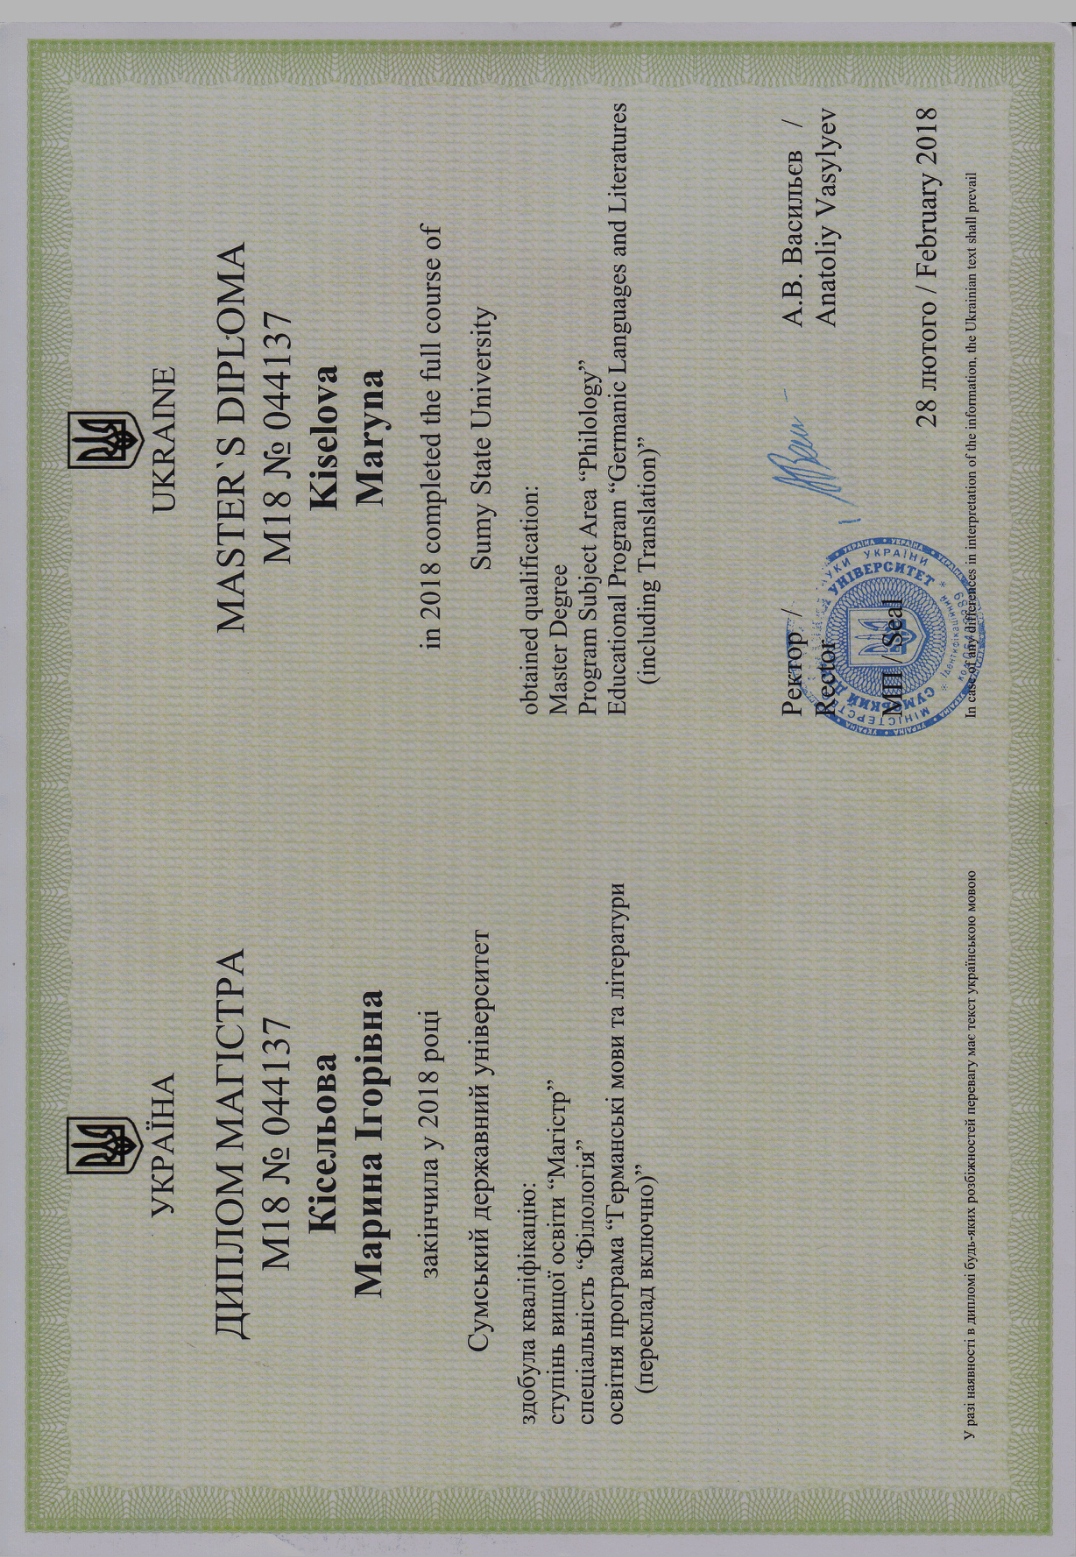 УКРАЇНА
ДИПЛОМ МАГІСТРА
М18 № 044137
Кісельова
Марина Ігорівна
закінчила у 2018 році
Сумський державний університет
здобула кваліфікацію:
ступінь вищої освіти “Магістр”
спеціальність “Філологія”
освітня програма “Германські мови та літератури
(переклад включно)”
У разі наявності в дипломі будь-яких розбіжностей перевагу має текст українською мовою
UKRAINE
MASTER`S DIPLOMA
М18 № 044137
Kiselova
Maryna
in 2018 completed the full course of
Sumy State University
obtained qualification:
Master Degree
Program Subject Area “Philology”
Educational Program “Germanic Languages and Literatures
(including Translation)”
Ректор /
Rector
А.В. Васильєв /
Anatoliy Vasylyev
МП / Seal
28 лютого / February 2018
In case of any differences in interpretation of the information, the Ukrainian text shall prevail